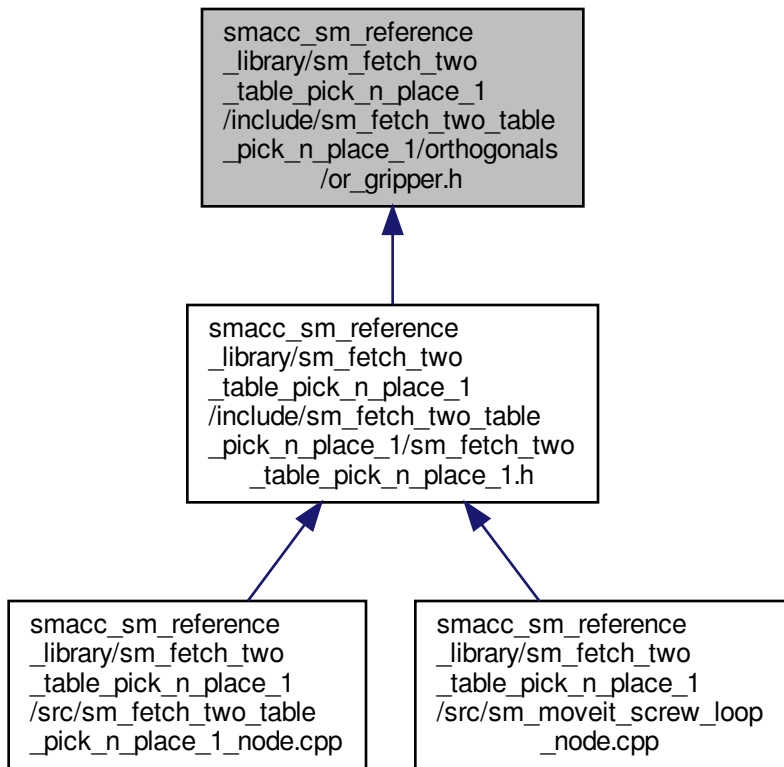 smacc_sm_reference
_library/sm_fetch_two
_table_pick_n_place_1
/include/sm_fetch_two_table
_pick_n_place_1/orthogonals
/or_gripper.h
smacc_sm_reference
_library/sm_fetch_two
_table_pick_n_place_1
/include/sm_fetch_two_table
_pick_n_place_1/sm_fetch_two
_table_pick_n_place_1.h
smacc_sm_reference
_library/sm_fetch_two
_table_pick_n_place_1
/src/sm_fetch_two_table
_pick_n_place_1_node.cpp
smacc_sm_reference
_library/sm_fetch_two
_table_pick_n_place_1
/src/sm_moveit_screw_loop
_node.cpp